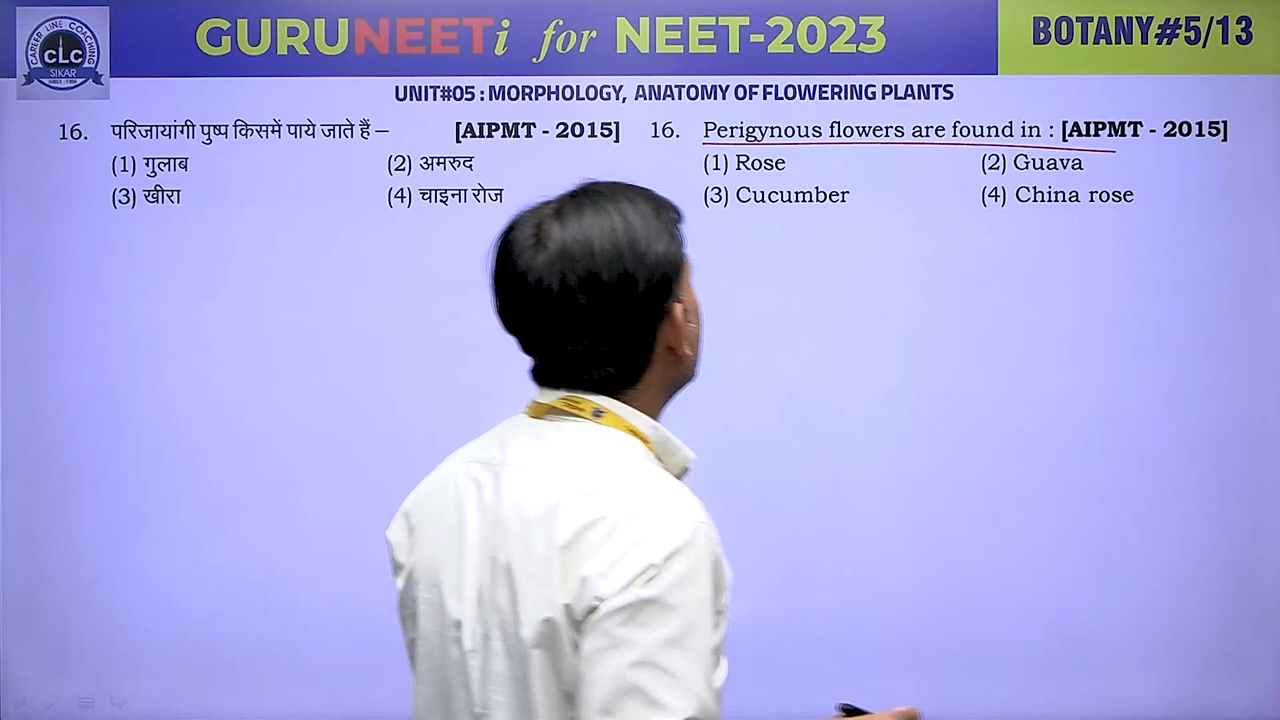 CAREER LINE COACHING
CLC
SIKAR
GURUNEETi for NEET-2023
BOTANY#5/13
UNIT#05 : MORPHOLOGY, ANATOMY OF FLOWERING PLANTS
16. परिजायांगी पुष्प किसमें पाये जाते हैं – [AIPMT - 2015]
(1) गुलाब (2) अमरुद
(3) खीरा (4) चाइना रोज
16. Perigynous flowers are found in : [AIPMT - 2015]
(1) Rose (2) Guava
(3) Cucumber (4) China rose